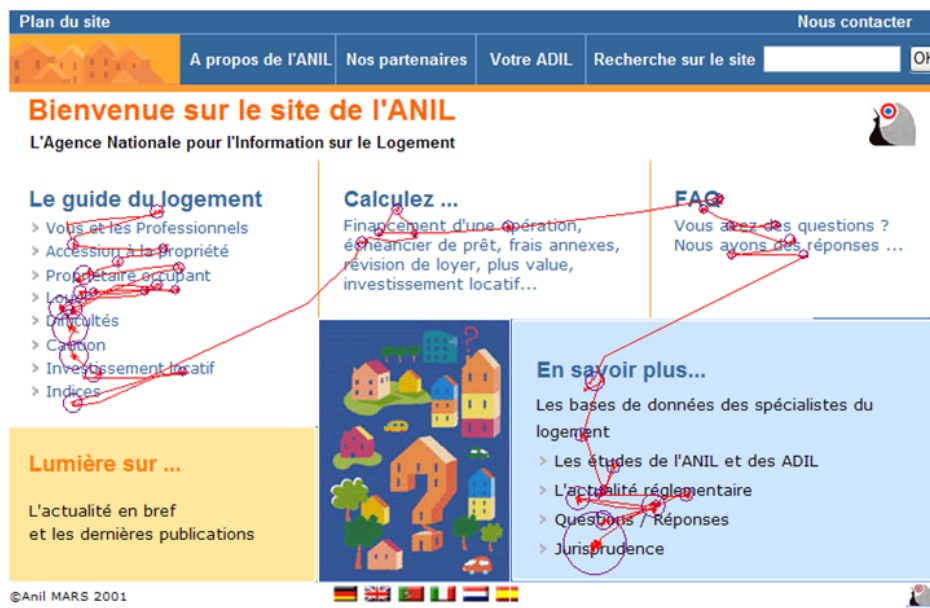 Plan du site
Nous contacter
A propos de l'ANIL
Nos partenaires
Votre ADIL
Recherche sur le site
OK
Bienvenue sur le site de l'ANIL
L'Agence Nationale pour l'Information sur le Logement
Le guide du logement
> Vous et les Professionnels
> Accession à la propriété
> Propriétaire occupant
> Louer
> Difficultés
> Caution
> Investissement locatif
> Indices
Calculez ...
Financement d'une opération,
échéancier de prêt, frais annexes,
révision de loyer, plus value,
investissement locatif...
FAQ
Vous avez des questions ?
Nous avons des réponses ...
Lumière sur ...
L'actualité en bref
et les dernières publications
?
?
En savoir plus...
Les bases de données des spécialistes du
logement
> Les études de l'ANIL et des ADIL
> L'actualité réglementaire
> Questions / Réponses
> Jurisprudence
©Anil MARS 2001